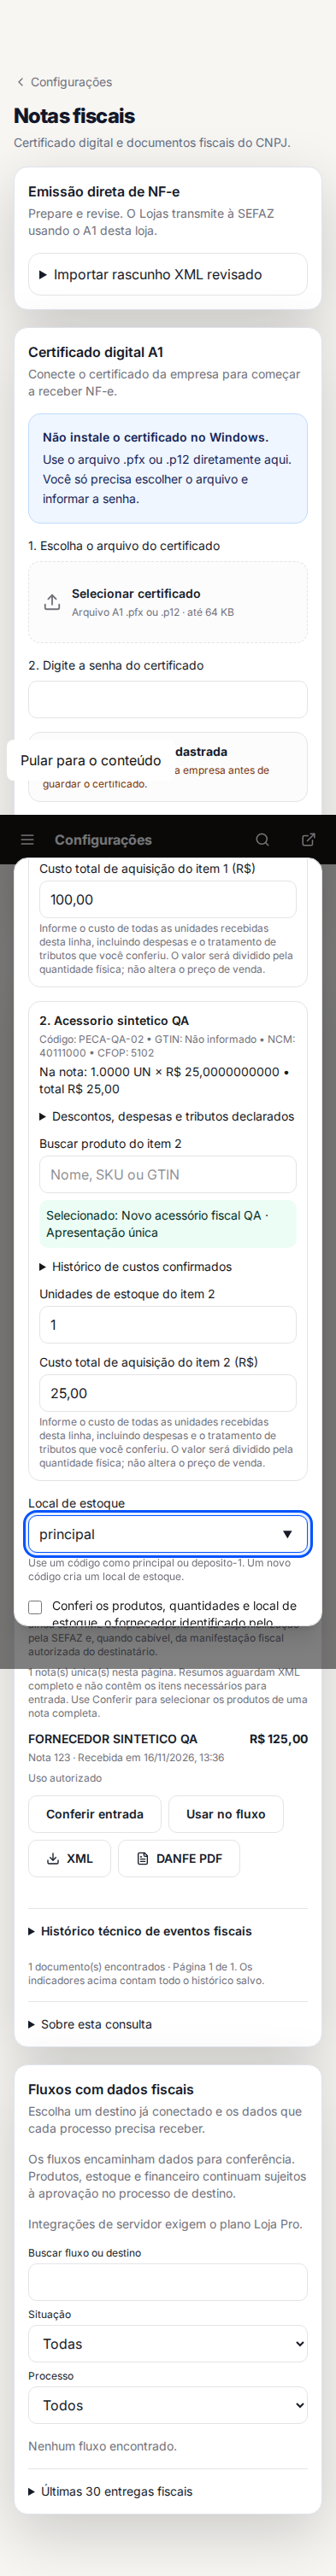 Configurações
Notas fiscais
Certificado digital e documentos fiscais do CNPJ.
Emissão direta de NF-e
Prepare e revise. O Lojas transmite à SEFAZ
usando o A1 desta loja.
Importar rascunho XML revisado
Certificado digital A1
Conecte o certificado da empresa para começar
a receber NF-e.
Não instale o certificado no Windows.
Use o arquivo .pfx ou .p12 diretamente aqui.
Você só precisa escolher o arquivo e
informar a senha.
1. Escolha o arquivo do certificado
Selecionar certificado
Arquivo A1 .pfx ou .p12 · até 64 KB
2. Digite a senha do certificado
dastrada
Pular para o conteúdo
a empresa antes de
guardar o certificado.
Configurações
Custo total de aquisição do item 1 (R$)
100,00
Informe o custo de todas as unidades recebidas
desta linha, incluindo despesas e o tratamento de
tributos que você conferiu. O valor será dividido pela
quantidade física; não altera o preço de venda.
2. Acessorio sintetico QA
Código: PECA-QA-02 • GTIN: Não informado • NCM:
40111000 • CFOP: 5102
Na nota: 1.0000 UN × R$ 25,0000000000 •
total R$ 25,00
Descontos, despesas e tributos declarados
Buscar produto do item 2
Nome, SKU ou GTIN
Selecionado: Novo acessório fiscal QA ·
Apresentação única
Histórico de custos confirmados
Unidades de estoque do item 2
1
Custo total de aquisição do item 2 (R$)
25,00
Informe o custo de todas as unidades recebidas
desta linha, incluindo despesas e o tratamento de
tributos que você conferiu. O valor será dividido pela
quantidade física; não altera o preço de venda.
Local de estoque
principal
Use um código como principal ou deposito-1. Um novo
código cria um local de estoque.
Conferi os produtos, quantidades e local de
estoque, o fornecedor identificado pelo
pela SEFAZ e, quando cabível, da manifestação fiscal
autorizada do destinatário.
1 nota(s) única(s) nesta página. Resumos aguardam XML
completo e não contêm os itens necessários para
entrada. Use Conferir para selecionar os produtos de uma
nota completa.
FORNECEDOR SINTETICO QA R$ 125,00
Nota 123 · Recebida em 16/11/2026, 13:36
Uso autorizado
Conferir entrada Usar no fluxo
XML DANFE PDF
Histórico técnico de eventos fiscais
1 documento(s) encontrados · Página 1 de 1. Os
indicadores acima contam todo o histórico salvo.
Sobre esta consulta
Fluxos com dados fiscais
Escolha um destino já conectado e os dados que
cada processo precisa receber.
Os fluxos encaminham dados para conferência.
Produtos, estoque e financeiro continuam sujeitos
à aprovação no processo de destino.
Integrações de servidor exigem o plano Loja Pro.
Buscar fluxo ou destino
Situação
Todas
Processo
Todos
Nenhum fluxo encontrado.
Últimas 30 entregas fiscais